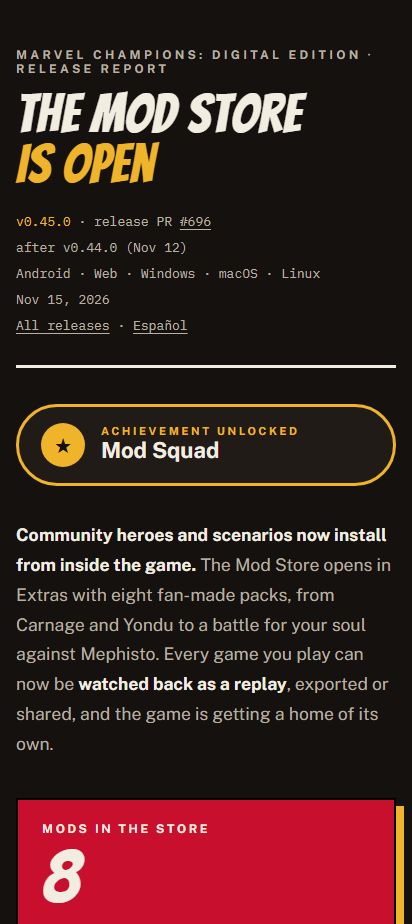 MARVEL CHAMPIONS: DIGITAL EDITION ·
RELEASE REPORT
THE MOD STORE
IS OPEN
v0.45.0 · release PR #696
after v0.44.0 (Nov 12)
Android · Web · Windows · macOS · Linux
Nov 15, 2026
All releases · Español
ACHIEVEMENT UNLOCKED
Mod Squad
Community heroes and scenarios now install
from inside the game. The Mod Store opens in
Extras with eight fan-made packs, from
Carnage and Yondu to a battle for your soul
against Mephisto. Every game you play can
now be watched back as a replay, exported or
shared, and the game is getting a home of its
own.
MODS IN THE STORE
8